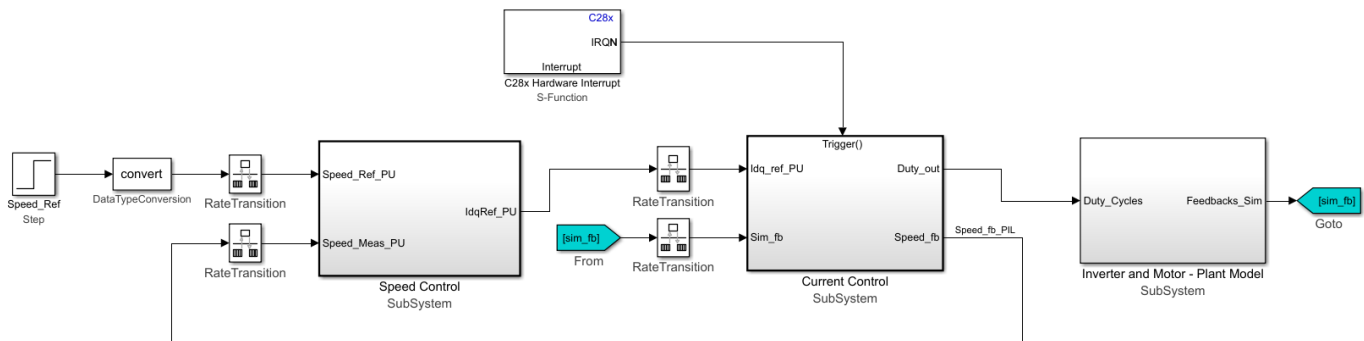 C28x
IRQN
Interrupt
C28x Hardware Interrupt
S-Function
Speed_Ref
Step
convert
DataTypeConversion
RateTransition
Speed_Ref_PU
Speed_Meas_PU
IdqRef_PU
RateTransition
Speed Control
SubSystem
RateTransition
[sim_fb]
From
RateTransition
Trigger()
Idq_ref_PU
Sim_fb
Duty_out
Speed_fb
Current Control
SubSystem
Speed_fb_PIL
Duty_Cycles
Feedbacks_Sim
Inverter and Motor - Plant Model
SubSystem
[sim_fb]
Goto